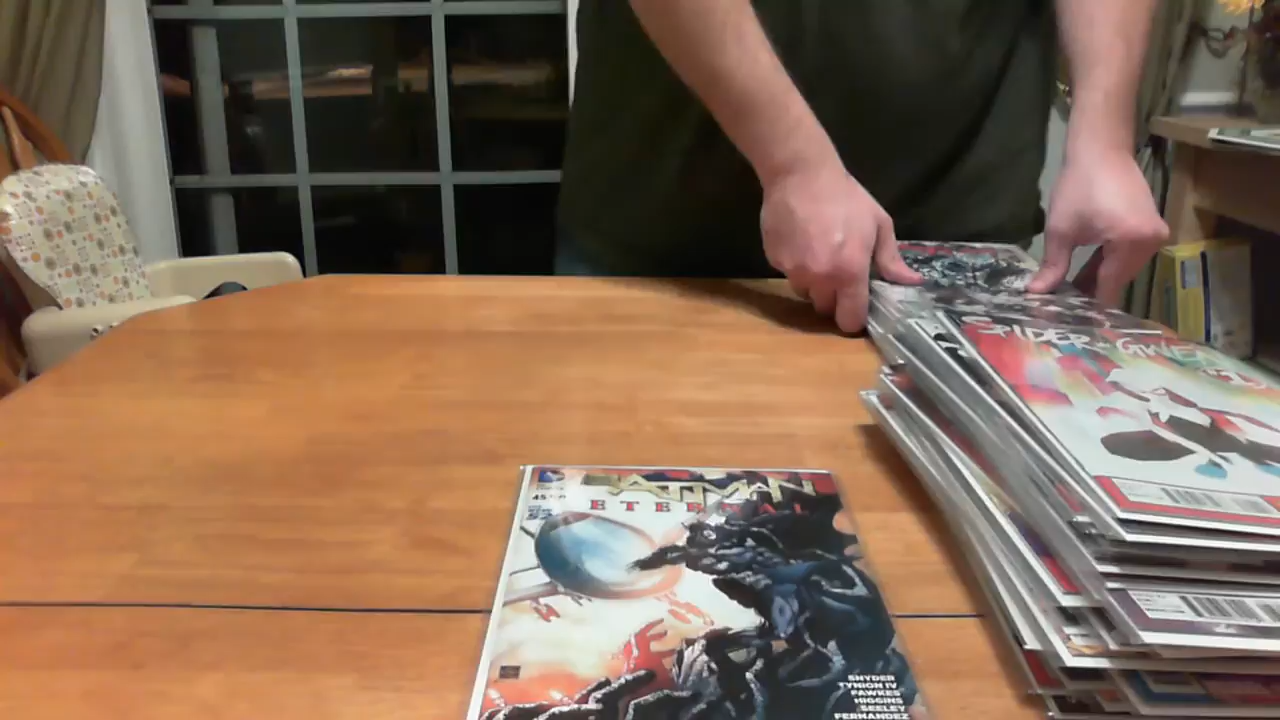 SPIDER-GWEN
BATMAN
ETERNAL
45
SNYDER
TYNION IV
FAWKES
HIGGINS
SEELEY
FERNANDEZ